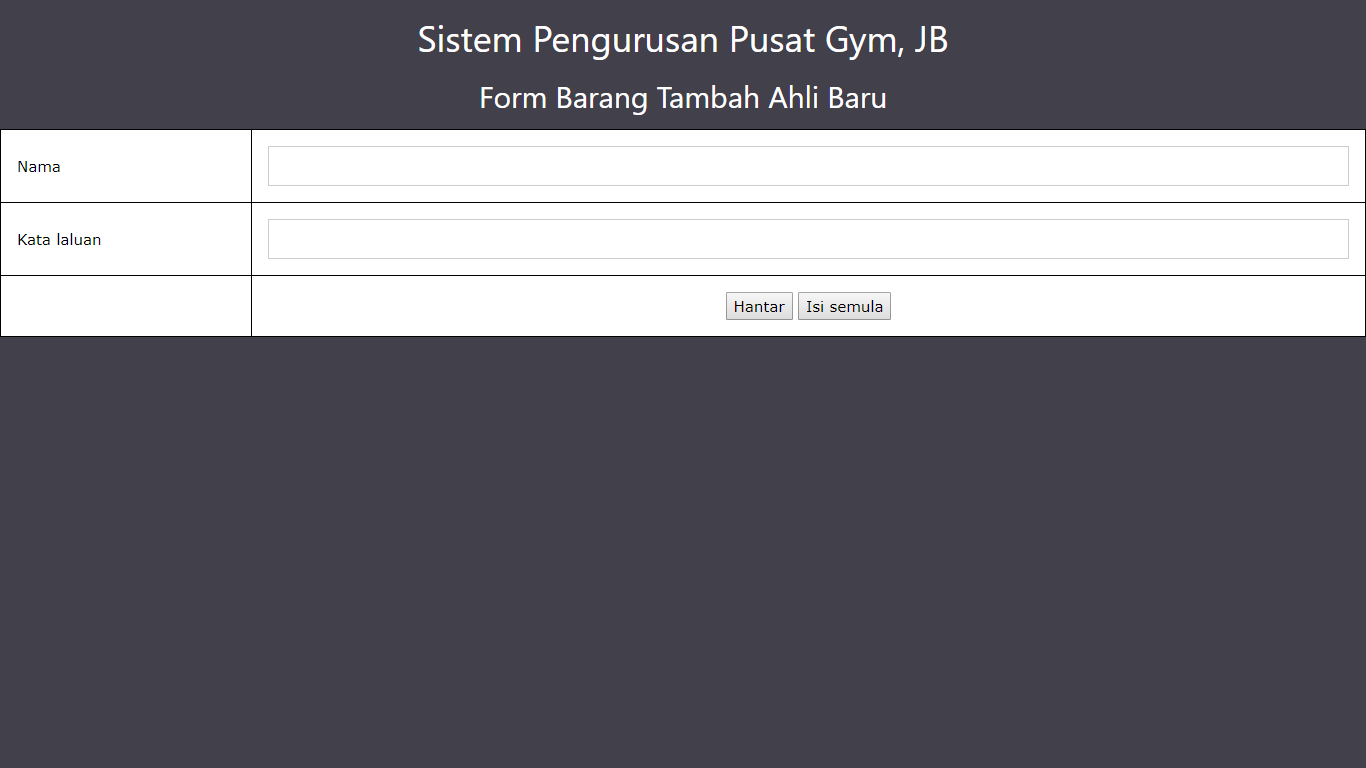 Sistem Pengurusan Pusat Gym, JB
Form Barang Tambah Ahli Baru
Nama
Kata laluan
Hantar Isi semula